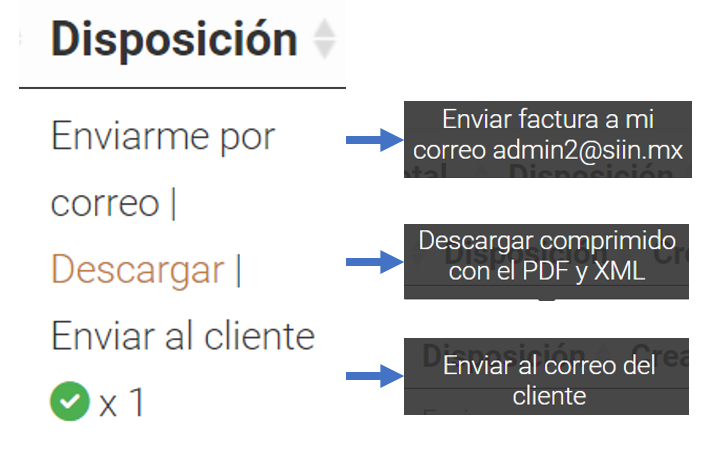 Disposición
Enviarme por
correo |
Descargar |
Enviar al cliente
x 1
Enviar factura a mi
correo admin2@siin.mx
Descargar comprimido
con el PDF y XML
Enviar al correo del
cliente